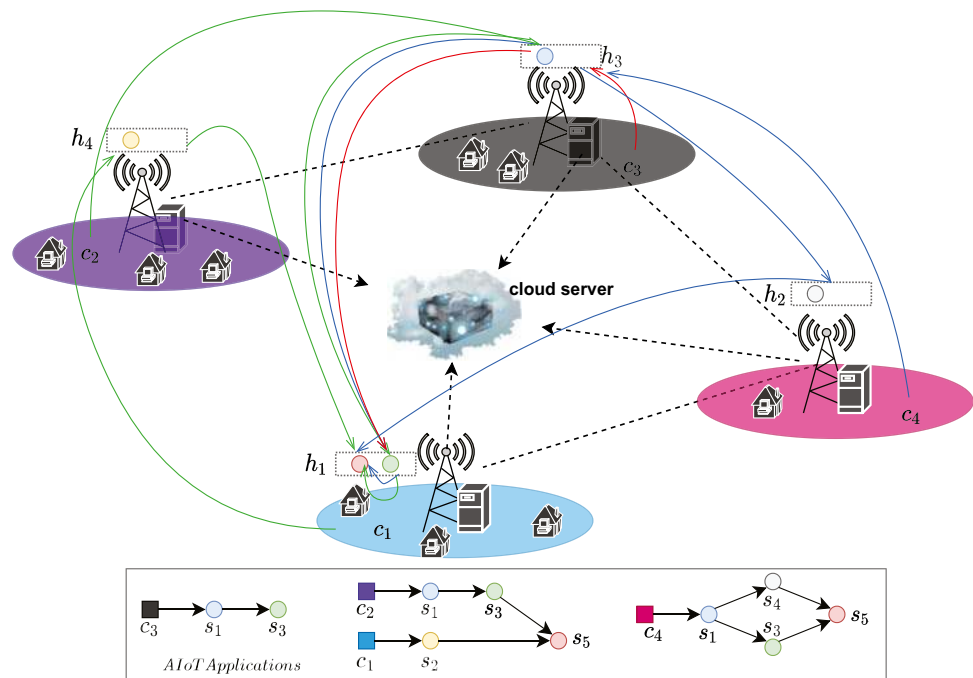 h₃
h₄
c₃
c₂
cloud server
h₂
c₄
h₁
c₁
c₃ s₁ s₃
AIoT Applications
c₂ s₁ s₃
s₅
c₁ s₂
s₄
c₄ s₁ s₃ s₅